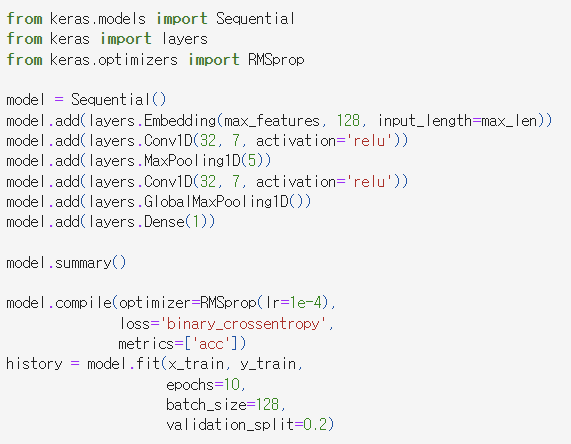 from keras.models import Sequential
from keras import layers
from keras.optimizers import RMSprop

model = Sequential()
model.add(layers.Embedding(max_features, 128, input_length=max_len))
model.add(layers.Conv1D(32, 7, activation='relu'))
model.add(layers.MaxPooling1D(5))
model.add(layers.Conv1D(32, 7, activation='relu'))
model.add(layers.GlobalMaxPooling1D())
model.add(layers.Dense(1))

model.summary()

model.compile(optimizer=RMSprop(lr=1e-4),
              loss='binary_crossentropy',
              metrics=['acc'])
history = model.fit(x_train, y_train,
                    epochs=10,
                    batch_size=128,
                    validation_split=0.2)